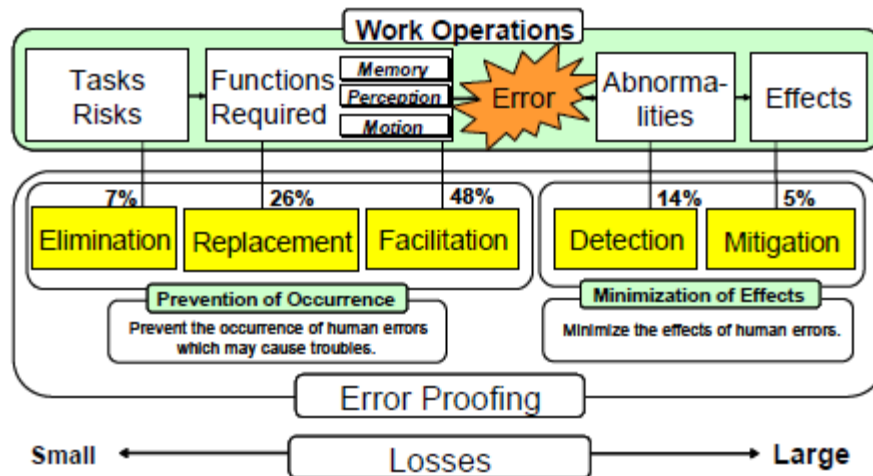 Work Operations
Tasks
Risks
Functions
Required
Memory
Perception
Motion
Error
Abnorma-
lities
Effects
7%
26%
48%
14%
5%
Elimination
Replacement
Facilitation
Detection
Mitigation
Prevention of Occurrence
Prevent the occurrence of human errors
which may cause troubles.
Minimization of Effects
Minimize the effects of human errors.
Error Proofing
Small
Losses
Large